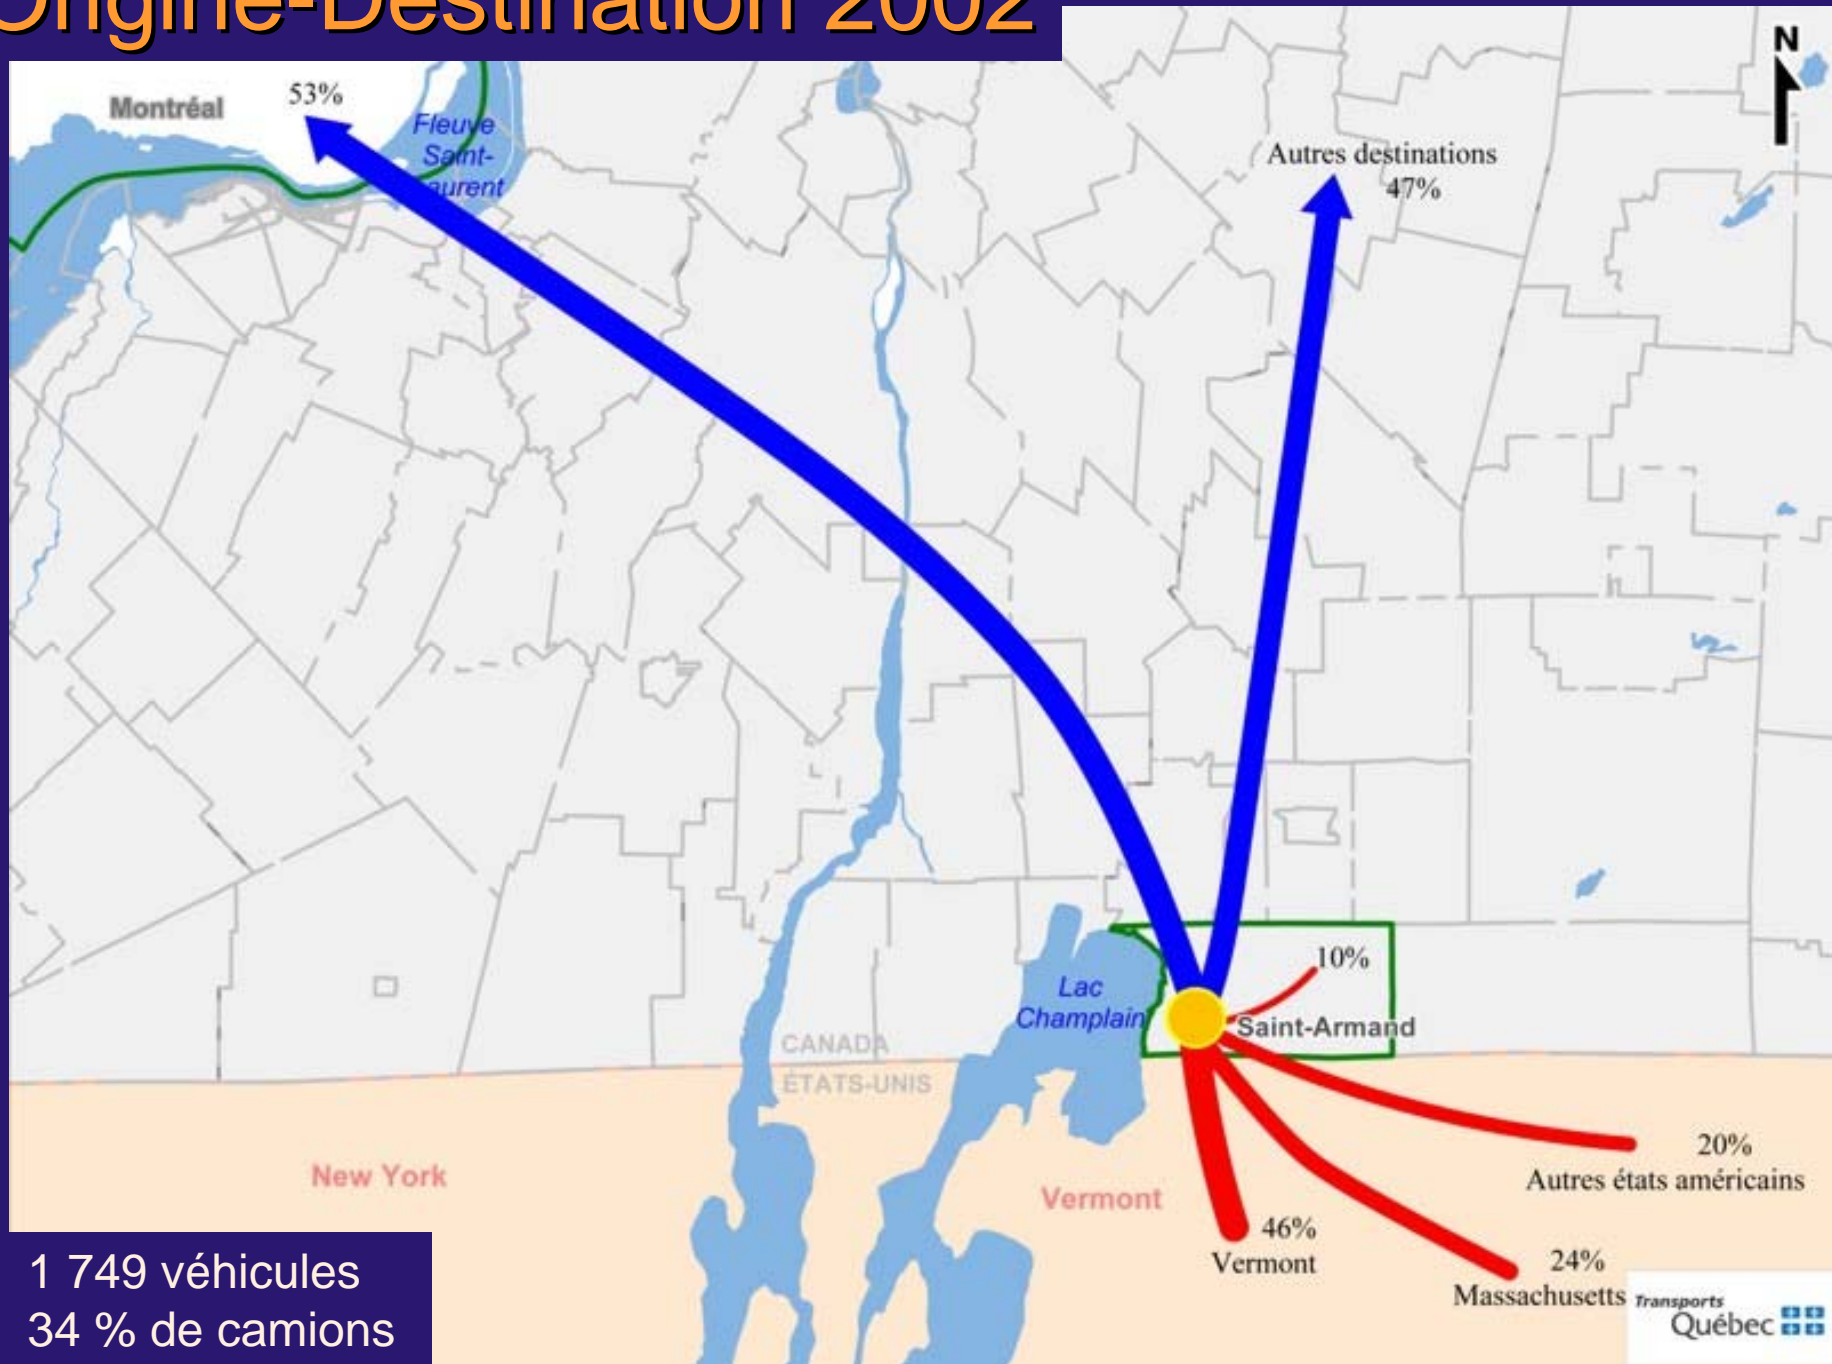 Origine-Destination 2002
N
Montréal
53%
Fleuve
Saint-
Autres destinations
47%
10%
Lac
Champlain
Saint-Armand
CANADA
ÉTATS-UNIS
New York
Vermont
20%
Autres états américains
46%
Vermont
24%
Massachusetts
1 749 véhicules
34 % de camions
Transports
Québec